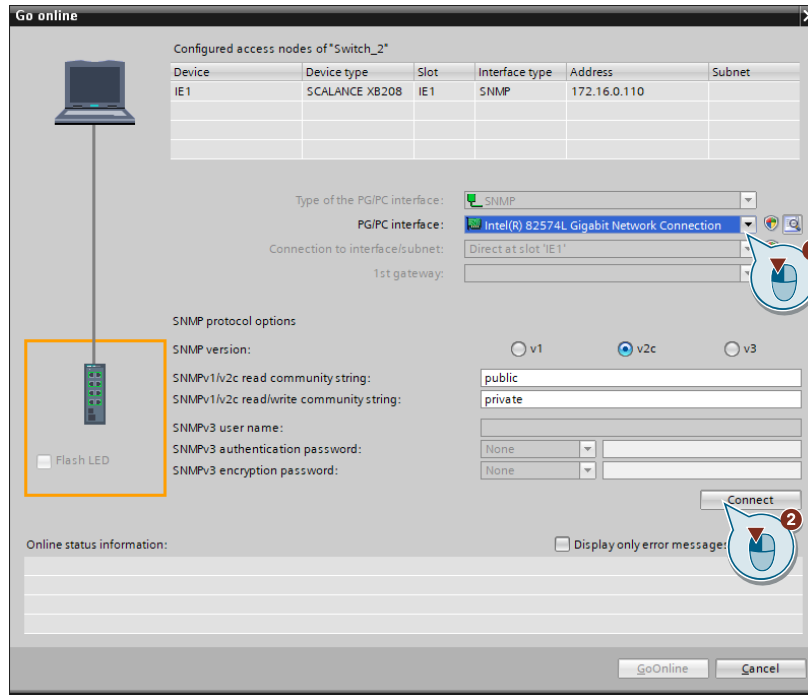 Go online
Configured access nodes of "Switch_2"
Device Device type Slot Interface type Address Subnet
IE1 SCALANCE XB208 IE1 SNMP 172.16.0.110
Type of the PG/PC interface: SNMP
PG/PC interface: Intel(R) 82574L Gigabit Network Connection
Connection to interface/subnet: Direct at slot 'IE1'
1st gateway:
SNMP protocol options
SNMP version: v1 v2c v3
SNMPv1/v2c read community string: public
SNMPv1/v2c read/write community string: private
SNMPv3 user name:
SNMPv3 authentication password: None
Flash LED
SNMPv3 encryption password: None
Connect
2
Online status information: Display only error messages
GoOnline Cancel